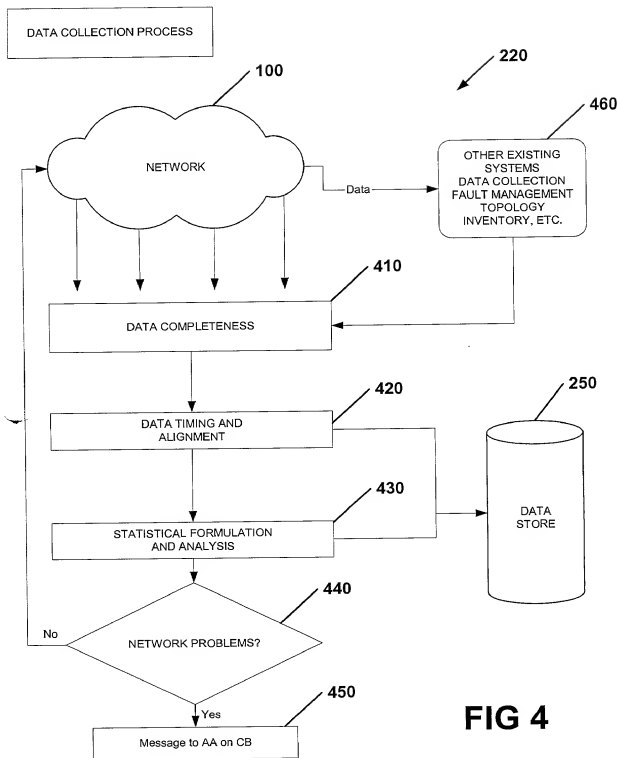 DATA COLLECTION PROCESS
220
100
460
NETWORK
Data
OTHER EXISTING
SYSTEMS
DATA COLLECTION
FAULT MANAGEMENT
TOPOLOGY
INVENTORY, ETC.
410
DATA COMPLETENESS
420
DATA TIMING AND
ALIGNMENT
250
DATA
STORE
430
STATISTICAL FORMULATION
AND ANALYSIS
440
No
NETWORK PROBLEMS?
450
Yes
Message to AA on CB
FIG 4